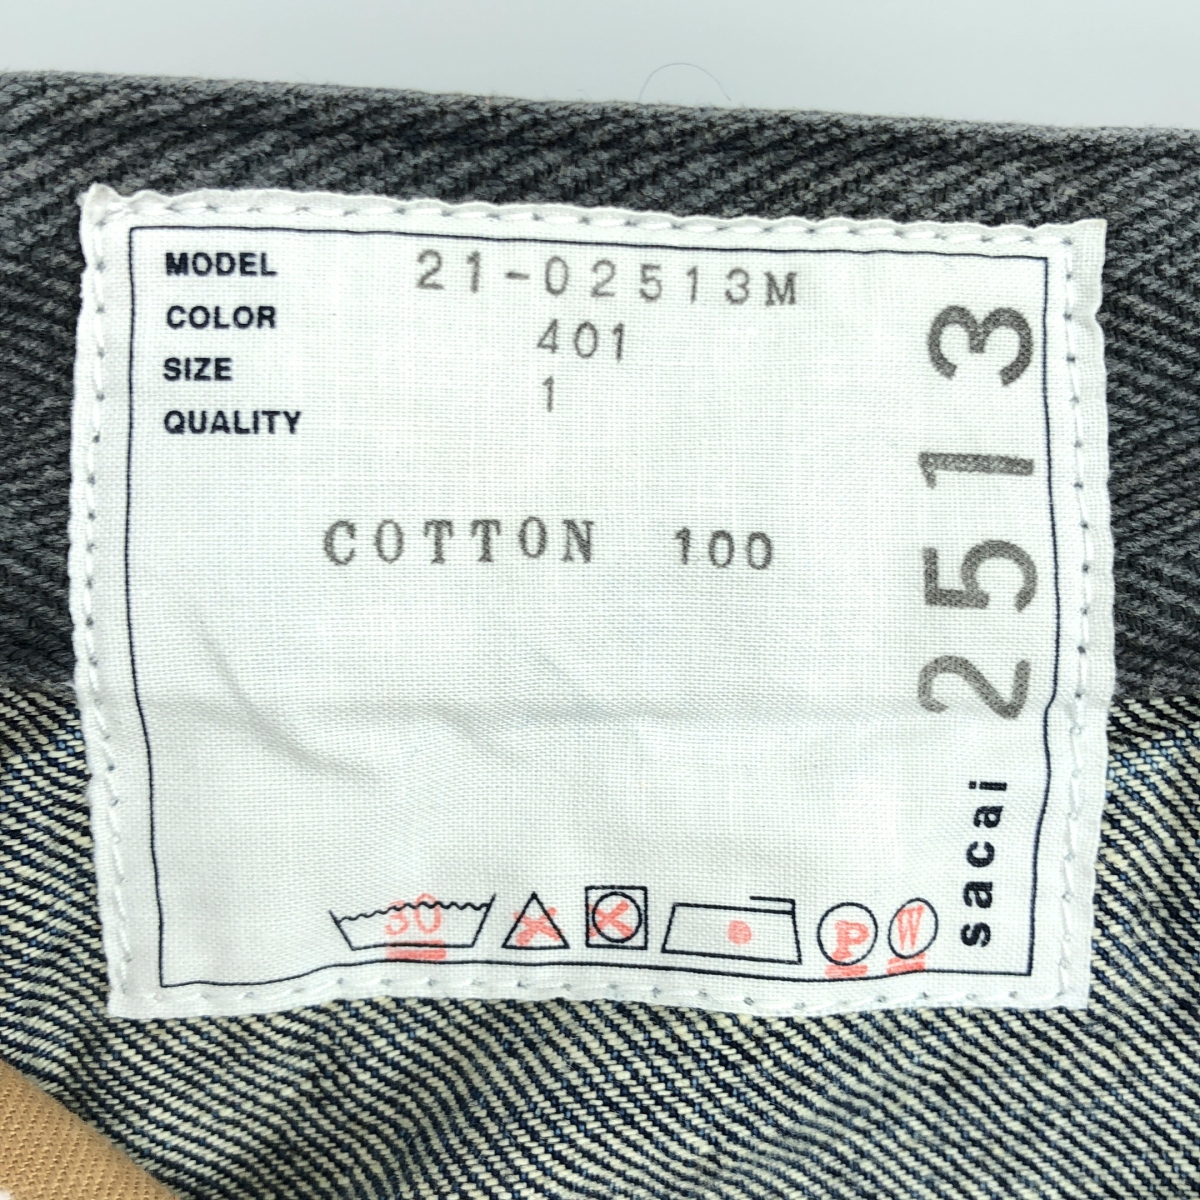 MODEL 21-02513M
COLOR 401
SIZE 1
QUALITY
COTTON 100
30 P W
sacai 2513